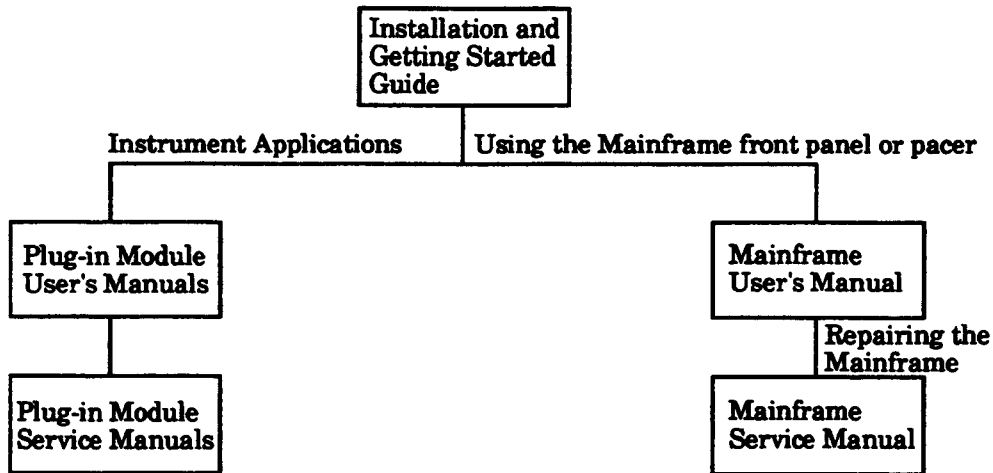 Installation and
Getting Started
Guide
Instrument Applications
Using the Mainframe front panel or pacer
Plug-in Module
User's Manuals
Mainframe
User's Manual
Repairing the
Mainframe
Plug-in Module
Service Manuals
Mainframe
Service Manual